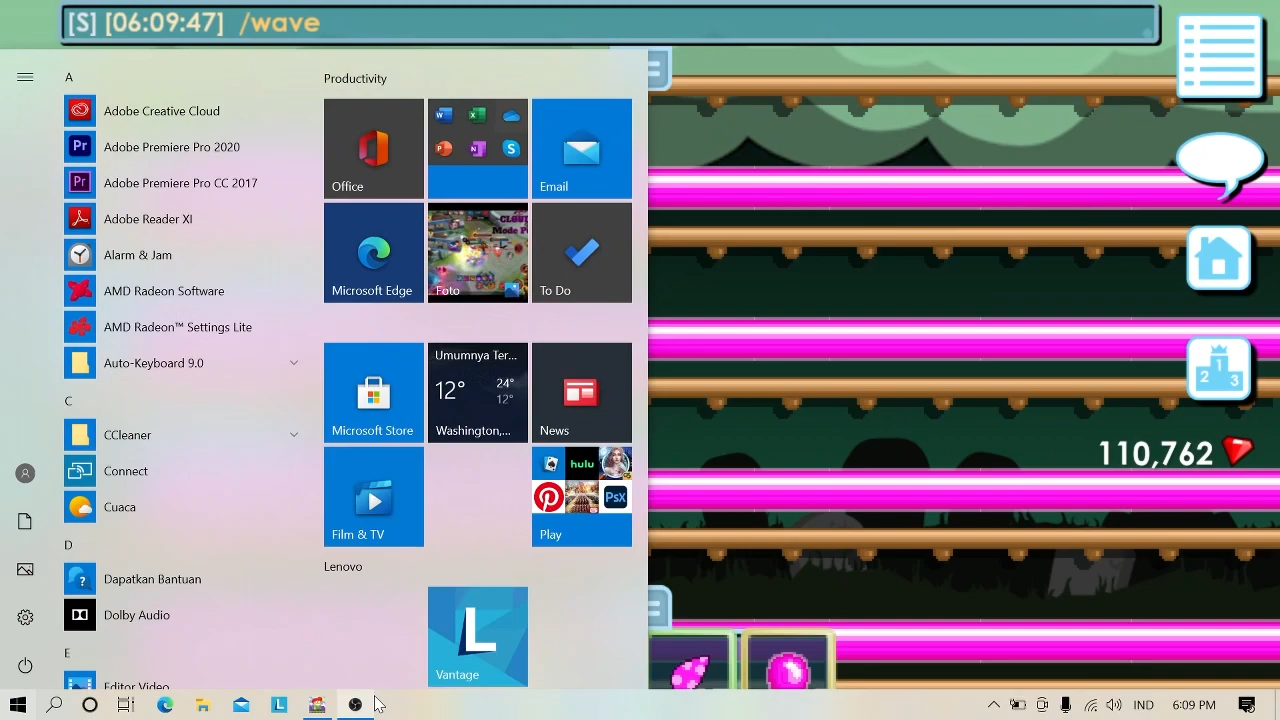 [S] [06:09:47] /wave
A
Adobe Creative Cloud
Adobe Premiere Pro 2020
Adobe Premiere Pro CC 2017
Adobe Reader XI
Alarm & Jam
AMD Radeon Software
AMD Radeon™ Settings Lite
Auto-Keyboard 9.0
C
CCleaner
Connect
Cuaca
D
Dapatkan Bantuan
Dolby Audio
E
Editor Video
Productivity
Office
Email
Microsoft Edge
Foto
To Do
Microsoft Store
Umumnya Ter...
12°
24°
12°
Washington,...
News
Film & TV
hulu
PsX
Play
Lenovo
L
Vantage
1
2 3
110,762
IND
6:09 PM